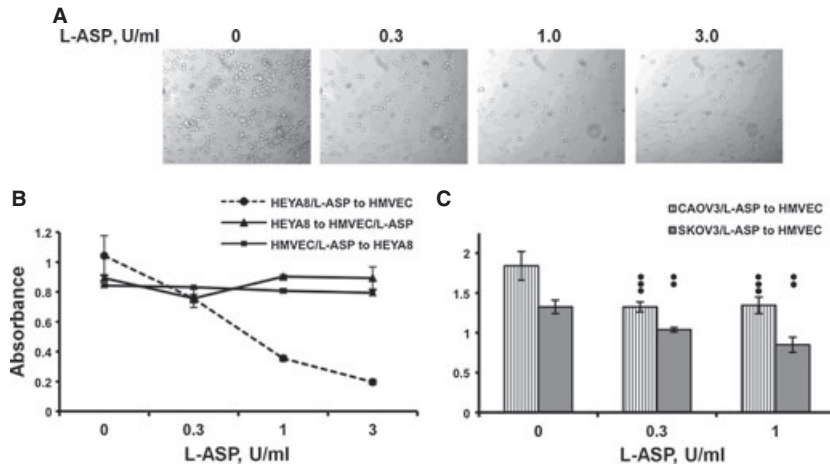 A
L-ASP, U/ml 0 0.3 1.0 3.0
B
HEYA8/L-ASP to HMVEC
HEYA8 to HMVEC/L-ASP
HMVEC/L-ASP to HEYA8
Absorbance
1.2
1
0.8
0.6
0.4
0.2
0
0 0.3 1 3
L-ASP, U/ml
C
CAOV3/L-ASP to HMVEC
SKOV3/L-ASP to HMVEC
2
1.5
1
0.5
0
0 0.3 1
L-ASP, U/ml